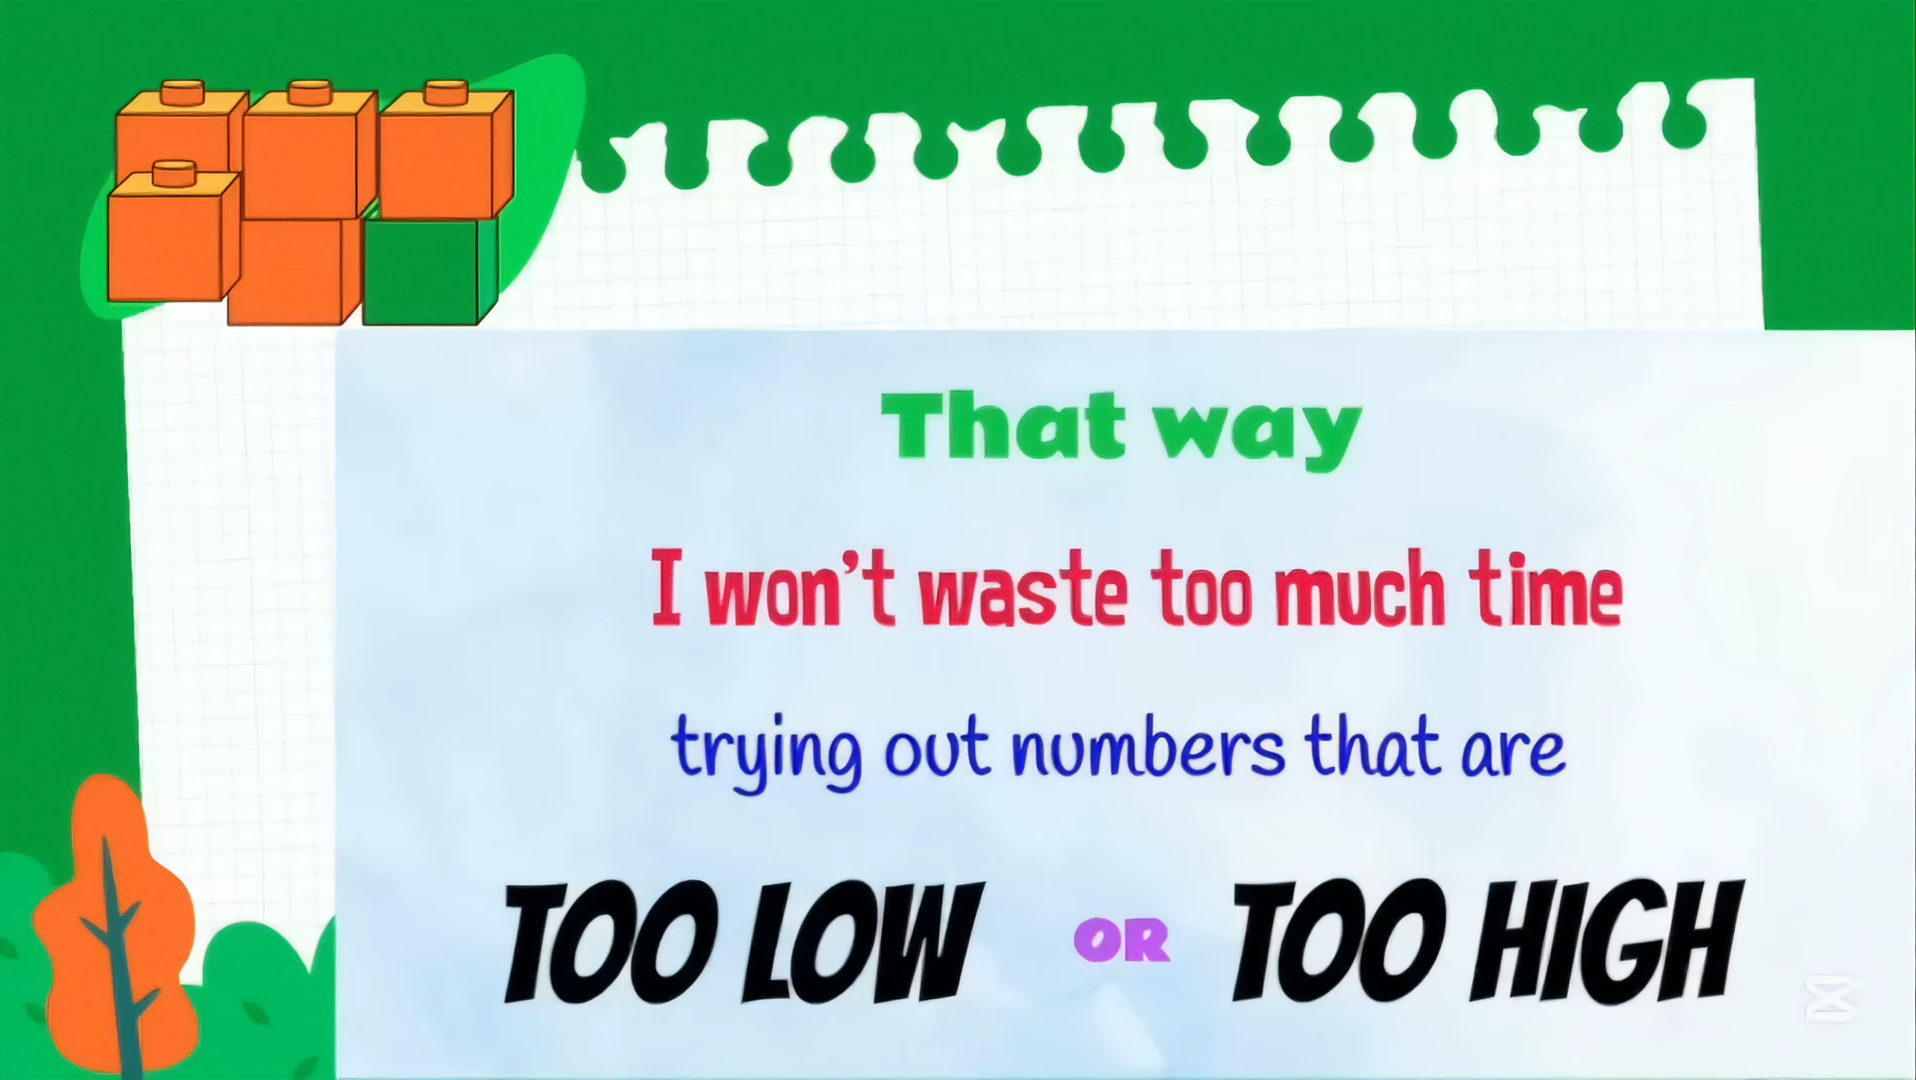 That way
I won't waste too much time
trying out numbers that are
TOO LOW OR TOO HIGH